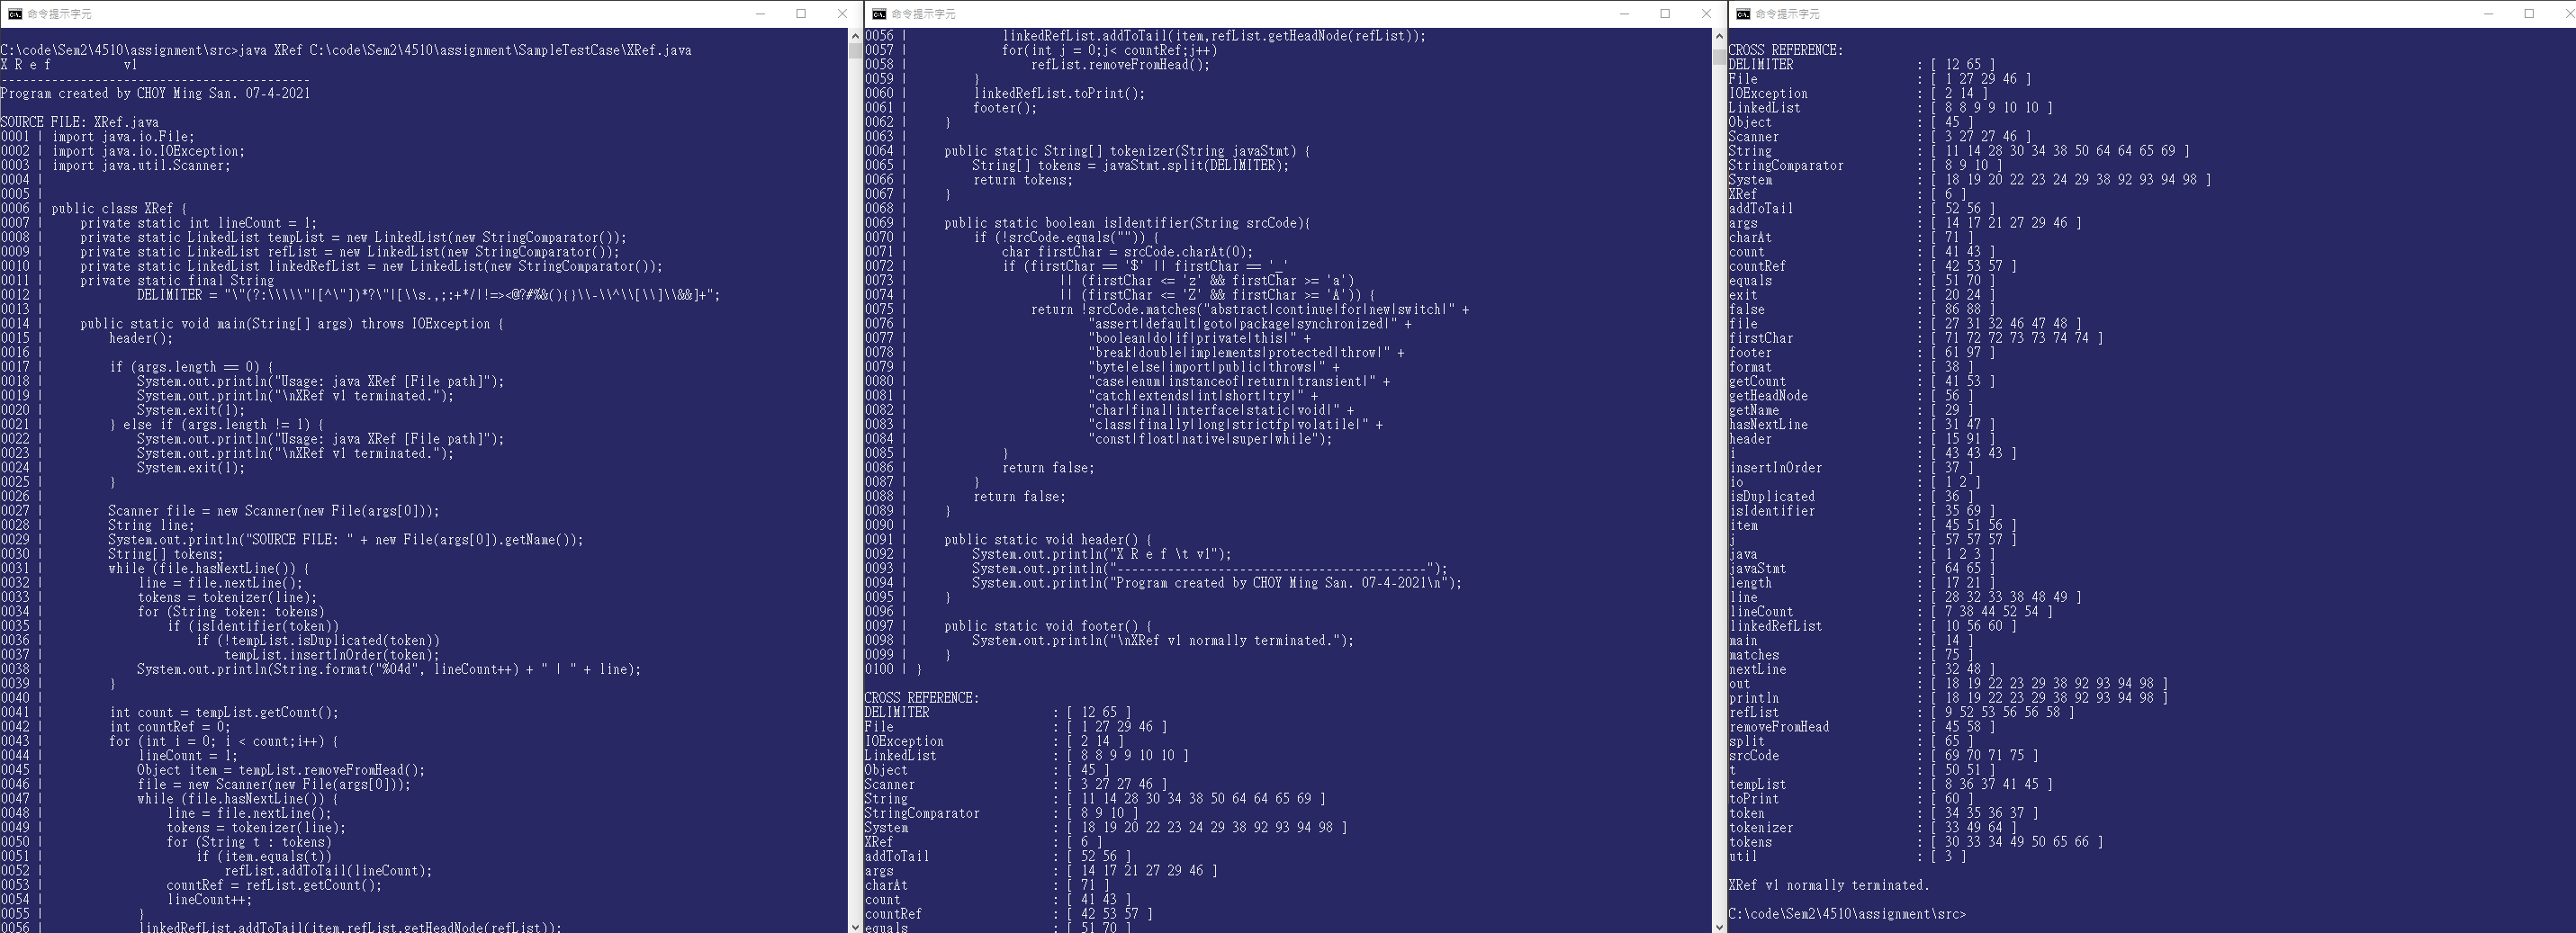 命令提示字元
C:\code\Sem2\4510\assignment\src>java XRef C:\code\Sem2\4510\assignment\SampleTestCase\XRef.java
X R e f          v1
-------------------------------------------
Program created by CHOY Ming San. 07-4-2021
SOURCE FILE: XRef.java
0001 | import java.io.File;
0002 | import java.io.IOException;
0003 | import java.util.Scanner;
0004 |
0005 |
0006 | public class XRef {
0007 |     private static int lineCount = 1;
0008 |     private static LinkedList tempList = new LinkedList(new StringComparator());
0009 |     private static LinkedList refList = new LinkedList(new StringComparator());
0010 |     private static LinkedList linkedRefList = new LinkedList(new StringComparator());
0011 |     private static final String
0012 |             DELIMITER = "\"(?:\\\\\"|[^\"])*?\"|[\\s.,;:+*/|!=><@?#%&(){}\\-\\^\\[\\]\\&&]+";
0013 |
0014 |     public static void main(String[] args) throws IOException {
0015 |         header();
0016 |
0017 |         if (args.length == 0) {
0018 |             System.out.println("Usage: java XRef [File path]");
0019 |             System.out.println("\nXRef v1 terminated.");
0020 |             System.exit(1);
0021 |         } else if (args.length != 1) {
0022 |             System.out.println("Usage: java XRef [File path]");
0023 |             System.out.println("\nXRef v1 terminated.");
0024 |             System.exit(1);
0025 |         }
0026 |
0027 |         Scanner file = new Scanner(new File(args[0]));
0028 |         String line;
0029 |         System.out.println("SOURCE FILE: " + new File(args[0]).getName());
0030 |         String[] tokens;
0031 |         while (file.hasNextLine()) {
0032 |             line = file.nextLine();
0033 |             tokens = tokenizer(line);
0034 |             for (String token: tokens)
0035 |                 if (isIdentifier(token))
0036 |                     if (!tempList.isDuplicated(token))
0037 |                         tempList.insertInOrder(token);
0038 |             System.out.println(String.format("%04d", lineCount++) + " | " + line);
0039 |         }
0040 |
0041 |         int count = tempList.getCount();
0042 |         int countRef = 0;
0043 |         for (int i = 0; i < count;i++) {
0044 |             lineCount = 1;
0045 |             Object item = tempList.removeFromHead();
0046 |             file = new Scanner(new File(args[0]));
0047 |             while (file.hasNextLine()) {
0048 |                 line = file.nextLine();
0049 |                 tokens = tokenizer(line);
0050 |                 for (String t : tokens)
0051 |                     if (item.equals(t))
0052 |                         refList.addToTail(lineCount);
0053 |                 countRef = refList.getCount();
0054 |                 lineCount++;
0055 |             }
0056 |             linkedRefList.addToTail(item,refList.getHeadNode(refList));
命令提示字元
0056 |             linkedRefList.addToTail(item,refList.getHeadNode(refList));
0057 |             for(int j = 0;j< countRef;j++)
0058 |                 refList.removeFromHead();
0059 |         }
0060 |         linkedRefList.toPrint();
0061 |         footer();
0062 |     }
0063 |
0064 |     public static String[] tokenizer(String javaStmt) {
0065 |         String[] tokens = javaStmt.split(DELIMITER);
0066 |         return tokens;
0067 |     }
0068 |
0069 |     public static boolean isIdentifier(String srcCode){
0070 |         if (!srcCode.equals("")) {
0071 |             char firstChar = srcCode.charAt(0);
0072 |             if (firstChar == '$' || firstChar == '_'
0073 |                     || (firstChar <= 'z' && firstChar >= 'a')
0074 |                     || (firstChar <= 'Z' && firstChar >= 'A')) {
0075 |                 return !srcCode.matches("abstract|continue|for|new|switch|" +
0076 |                         "assert|default|goto|package|synchronized|" +
0077 |                         "boolean|do|if|private|this|" +
0078 |                         "break|double|implements|protected|throw|" +
0079 |                         "byte|else|import|public|throws|" +
0080 |                         "case|enum|instanceof|return|transient|" +
0081 |                         "catch|extends|int|short|try|" +
0082 |                         "char|final|interface|static|void|" +
0083 |                         "class|finally|long|strictfp|volatile|" +
0084 |                         "const|float|native|super|while");
0085 |             }
0086 |             return false;
0087 |         }
0088 |         return false;
0089 |     }
0090 |
0091 |     public static void header() {
0092 |         System.out.println("X R e f \t v1");
0093 |         System.out.println("-------------------------------------------");
0094 |         System.out.println("Program created by CHOY Ming San. 07-4-2021\n");
0095 |     }
0096 |
0097 |     public static void footer() {
0098 |         System.out.println("\nXRef v1 normally terminated.");
0099 |     }
0100 | }
CROSS REFERENCE:
DELIMITER : [ 12 65 ]
File : [ 1 27 29 46 ]
IOException : [ 2 14 ]
LinkedList : [ 8 8 9 9 10 10 ]
Object : [ 45 ]
Scanner : [ 3 27 27 46 ]
String : [ 11 14 28 30 34 38 50 64 64 65 69 ]
StringComparator : [ 8 9 10 ]
System : [ 18 19 20 22 23 24 29 38 92 93 94 98 ]
XRef : [ 6 ]
addToTail : [ 52 56 ]
args : [ 14 17 21 27 29 46 ]
charAt : [ 71 ]
count : [ 41 43 ]
countRef : [ 42 53 57 ]
equals : [ 51 70 ]
命令提示字元
CROSS REFERENCE:
DELIMITER : [ 12 65 ]
File : [ 1 27 29 46 ]
IOException : [ 2 14 ]
LinkedList : [ 8 8 9 9 10 10 ]
Object : [ 45 ]
Scanner : [ 3 27 27 46 ]
String : [ 11 14 28 30 34 38 50 64 64 65 69 ]
StringComparator : [ 8 9 10 ]
System : [ 18 19 20 22 23 24 29 38 92 93 94 98 ]
XRef : [ 6 ]
addToTail : [ 52 56 ]
args : [ 14 17 21 27 29 46 ]
charAt : [ 71 ]
count : [ 41 43 ]
countRef : [ 42 53 57 ]
equals : [ 51 70 ]
exit : [ 20 24 ]
false : [ 86 88 ]
file : [ 27 31 32 46 47 48 ]
firstChar : [ 71 72 72 73 73 74 74 ]
footer : [ 61 97 ]
format : [ 38 ]
getCount : [ 41 53 ]
getHeadNode : [ 56 ]
getName : [ 29 ]
hasNextLine : [ 31 47 ]
header : [ 15 91 ]
i : [ 43 43 43 ]
insertInOrder : [ 37 ]
io : [ 1 2 ]
isDuplicated : [ 36 ]
isIdentifier : [ 35 69 ]
item : [ 45 51 56 ]
j : [ 57 57 57 ]
java : [ 1 2 3 ]
javaStmt : [ 64 65 ]
length : [ 17 21 ]
line : [ 28 32 33 38 48 49 ]
lineCount : [ 7 38 44 52 54 ]
linkedRefList : [ 10 56 60 ]
main : [ 14 ]
matches : [ 75 ]
nextLine : [ 32 48 ]
out : [ 18 19 22 23 29 38 92 93 94 98 ]
println : [ 18 19 22 23 29 38 92 93 94 98 ]
refList : [ 9 52 53 56 56 58 ]
removeFromHead : [ 45 58 ]
split : [ 65 ]
srcCode : [ 69 70 71 75 ]
t : [ 50 51 ]
tempList : [ 8 36 37 41 45 ]
toPrint : [ 60 ]
token : [ 34 35 36 37 ]
tokenizer : [ 33 49 64 ]
tokens : [ 30 33 34 49 50 65 66 ]
util : [ 3 ]
XRef v1 normally terminated.
C:\code\Sem2\4510\assignment\src>